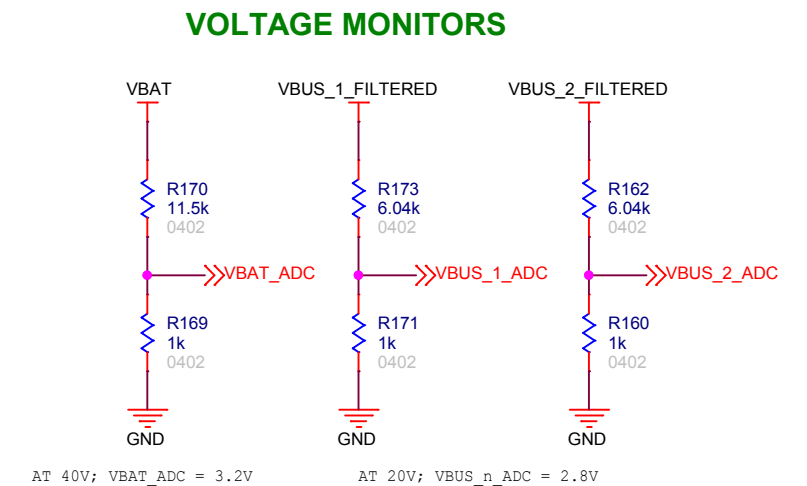 VOLTAGE MONITORS
VBAT
VBUS_1_FILTERED
VBUS_2_FILTERED
R170
11.5k
0402
R173
6.04k
0402
R162
6.04k
0402
VBAT_ADC
VBUS_1_ADC
VBUS_2_ADC
R169
1k
0402
R171
1k
0402
R160
1k
0402
GND
GND
GND
AT 40V; VBAT_ADC = 3.2V
AT 20V; VBUS_n_ADC = 2.8V